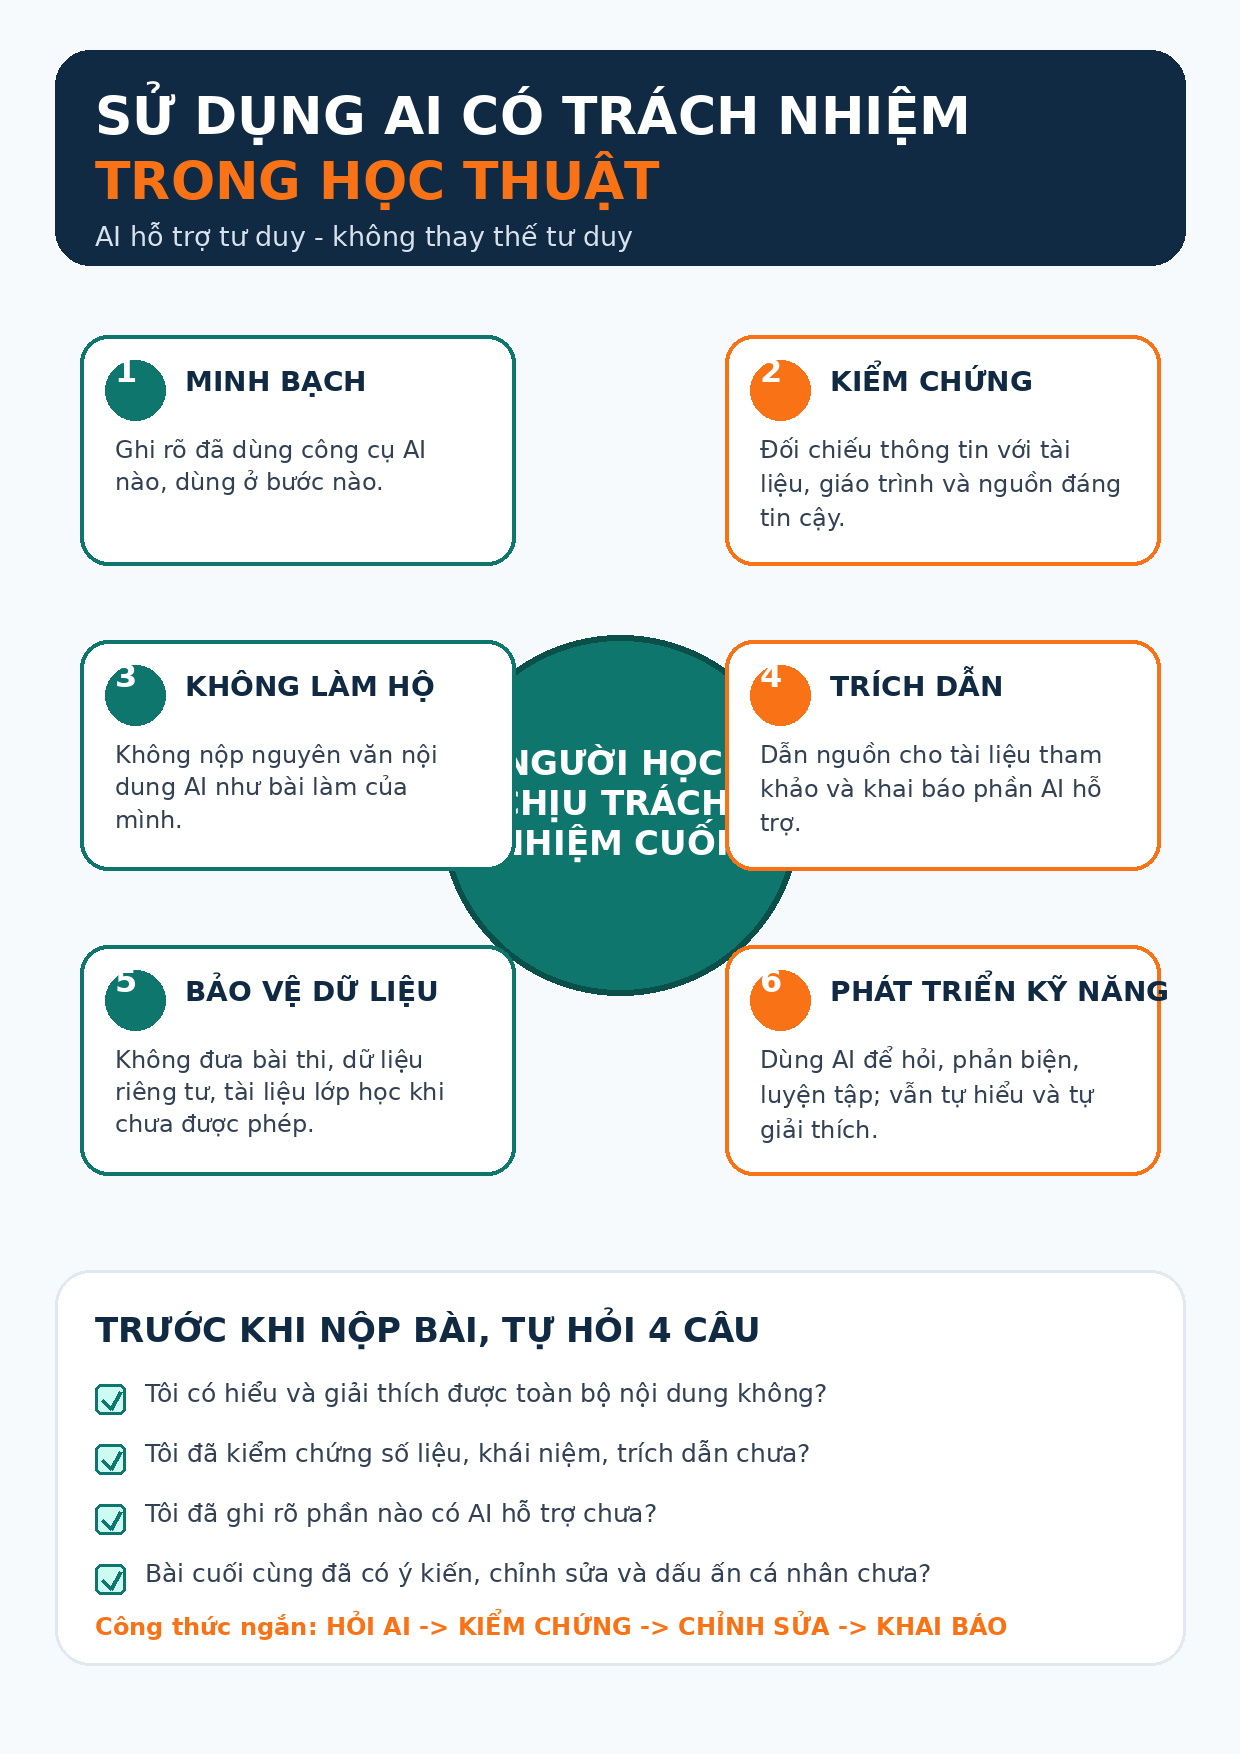 SỬ DỤNG AI CÓ TRÁCH NHIỆM
TRONG HỌC THUẬT
AI hỗ trợ tư duy - không thay thế tư duy
1
MINH BẠCH
Ghi rõ đã dùng công cụ AI
nào, dùng ở bước nào.
2
KIỂM CHỨNG
Đối chiếu thông tin với tài
liệu, giáo trình và nguồn đáng
tin cậy.
3
KHÔNG LÀM HỘ
Không nộp nguyên văn nội
dung AI như bài làm của
mình.
NGƯỜI HỌC
CHỊU TRÁCH
NHIỆM CUỐI
4
TRÍCH DẪN
Dẫn nguồn cho tài liệu tham
khảo và khai báo phần AI hỗ
trợ.
5
BẢO VỆ DỮ LIỆU
Không đưa bài thi, dữ liệu
riêng tư, tài liệu lớp học khi
chưa được phép.
6
PHÁT TRIỂN KỸ NĂNG
Dùng AI để hỏi, phản biện,
luyện tập; vẫn tự hiểu và tự
giải thích.
TRƯỚC KHI NỘP BÀI, TỰ HỎI 4 CÂU
Tôi có hiểu và giải thích được toàn bộ nội dung không?
Tôi đã kiểm chứng số liệu, khái niệm, trích dẫn chưa?
Tôi đã ghi rõ phần nào có AI hỗ trợ chưa?
Bài cuối cùng đã có ý kiến, chỉnh sửa và dấu ấn cá nhân chưa?
Công thức ngắn: HỎI AI -> KIỂM CHỨNG -> CHỈNH SỬA -> KHAI BÁO